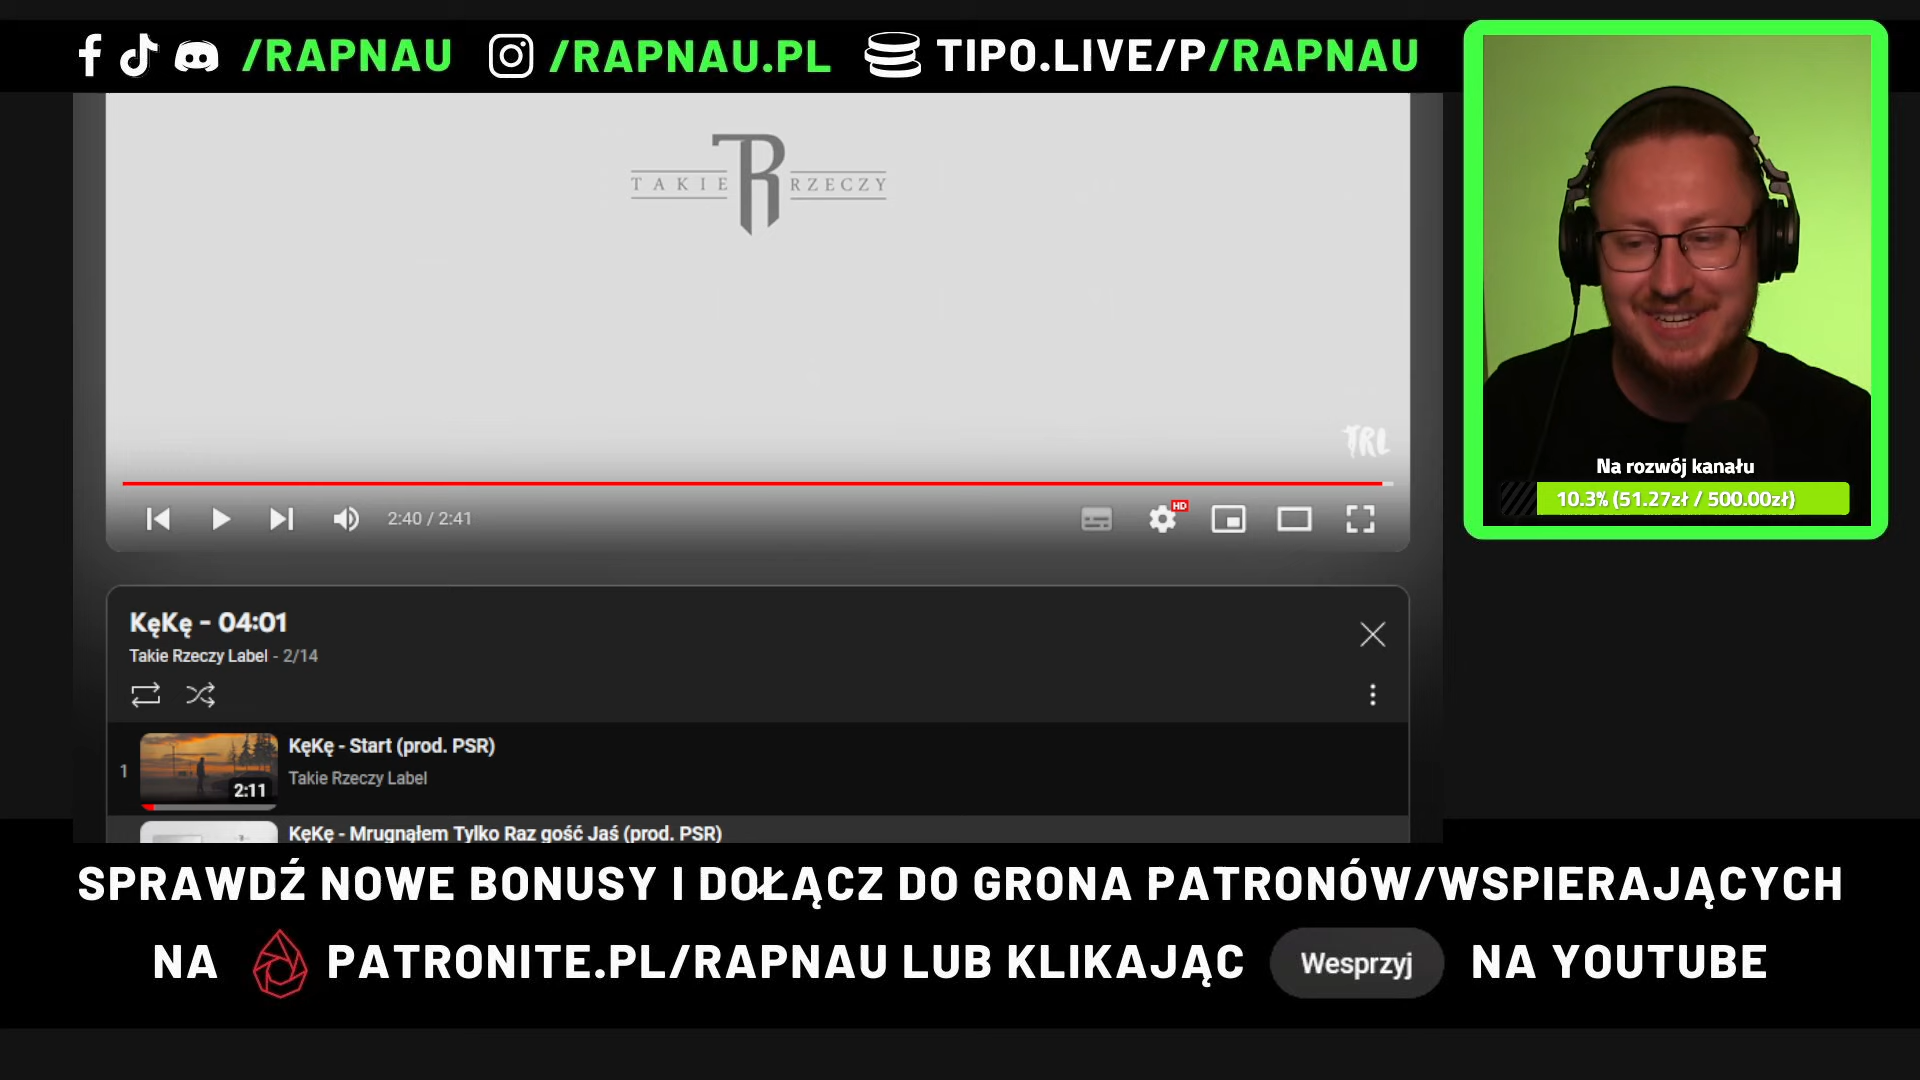 /RAPNAU /RAPNAU.PL TIPO.LIVE/P/RAPNAU
TAKIE TR RZECZY
TRL
HD
2:40 / 2:41
Na rozwój kanału
10.3% (51.27zł / 500.00zł)
KęKę - 04:01
Takie Rzeczy Label - 2/14
1
KęKę - Start (prod. PSR)
Takie Rzeczy Label
2:11
KęKę - Mrugnąłem Tylko Raz gość Jaś (prod. PSR)
SPRAWDŹ NOWE BONUSY I DOŁĄCZ DO GRONA PATRONÓW/WSPIERAJĄCYCH
NA PATRONITE.PL/RAPNAU LUB KLIKAJĄC Wesprzyj NA YOUTUBE